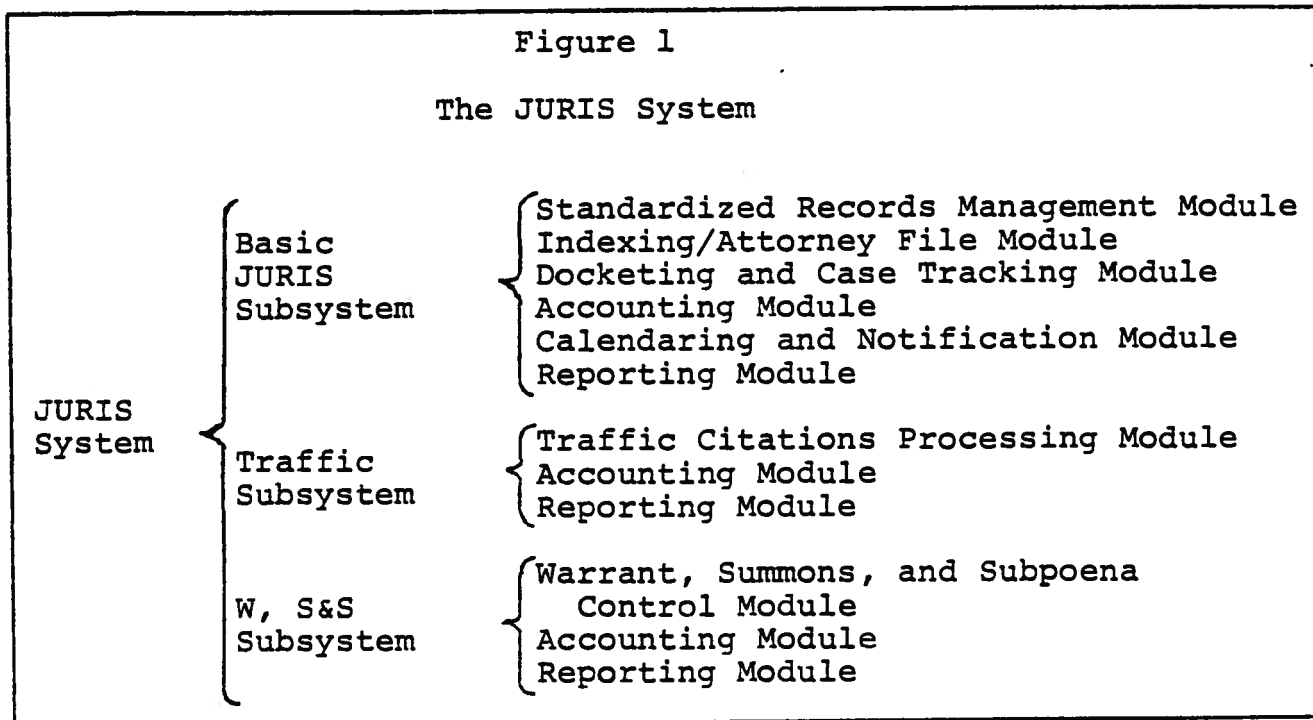 Figure 1
The JURIS System
JURIS
System
Basic
JURIS
Subsystem
Standardized Records Management Module
Indexing/Attorney File Module
Docketing and Case Tracking Module
Accounting Module
Calendaring and Notification Module
Reporting Module
Traffic
Subsystem
Traffic Citations Processing Module
Accounting Module
Reporting Module
W, S&S
Subsystem
Warrant, Summons, and Subpoena
Control Module
Accounting Module
Reporting Module